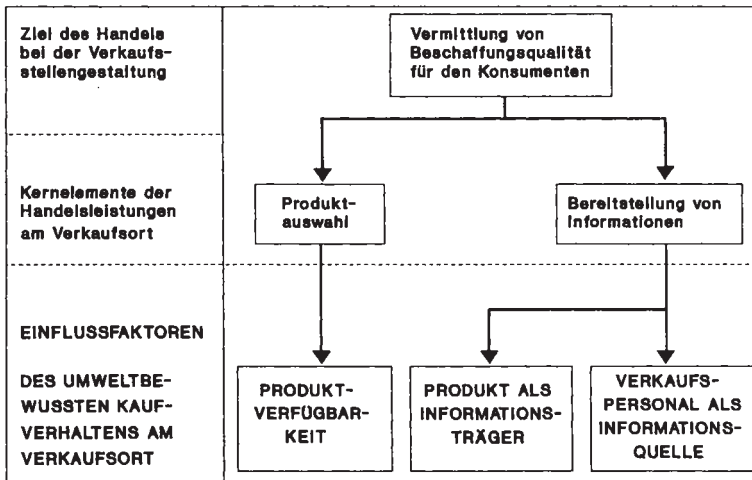 Ziel des Handels
bei der Verkaufs-
stellengestaltung
Vermittlung von
Beschaffungsqualität
für den Konsumenten
Kernelemente der
Handelsleistungen
am Verkaufsort
Produkt-
auswahl
Bereitstellung von
Informationen
EINFLUSSFAKTOREN
DES UMWELTBE-
WUSSTEN KAUF-
VERHALTENS AM
VERKAUFSORT
PRODUKT-
VERFÜGBAR-
KEIT
PRODUKT ALS
INFORMATIONS-
TRÄGER
VERKAUFS-
PERSONAL ALS
INFORMATIONS-
QUELLE